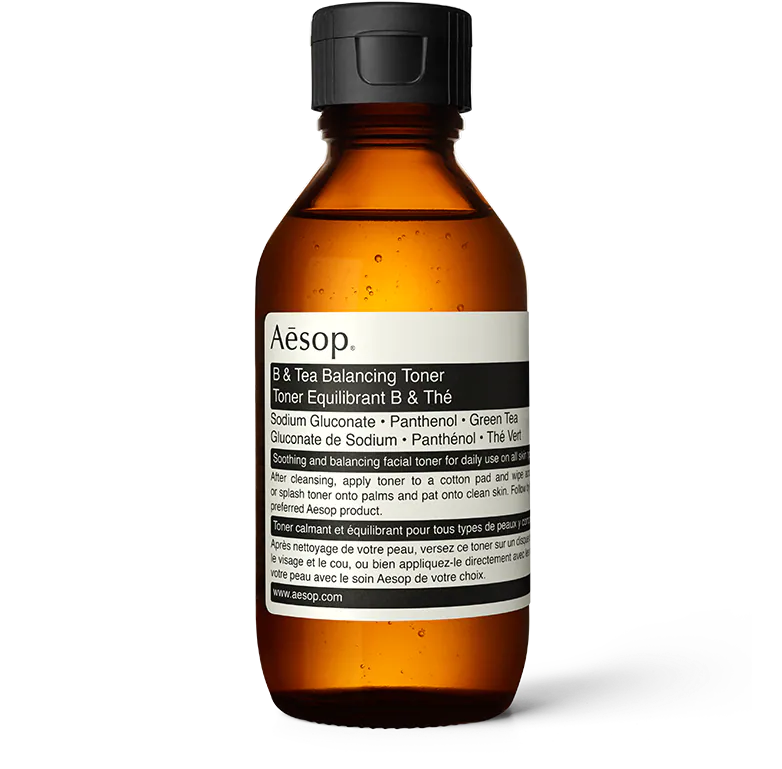 Aēsop®
B & Tea Balancing Toner
Toner Equilibrant B & Thé
Sodium Gluconate • Panthenol • Green Tea
Gluconate de Sodium • Panthénol • Thé Vert
Soothing and balancing facial toner for daily use on all skin
After cleansing, apply toner to a cotton pad and wipe
or splash toner onto palms and pat onto clean skin. Follow
preferred Aesop product.
Toner calmant et équilibrant pour tous types de peaux y
Après nettoyage de votre peau, versez ce toner sur un
le visage et le cou, ou bien appliquez-le directement avec
votre peau avec le soin Aesop de votre choix.
www.aesop.com